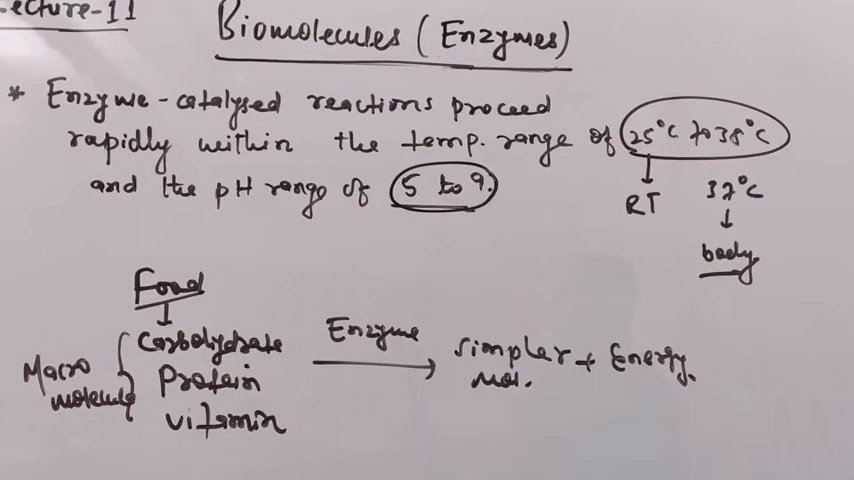 Lecture-11
Biomolecules (Enzymes)
* Enzyme-catalysed reactions proceed
rapidly within the temp. range of 25°C to 38°C
and the pH range of 5 to 9.
RT
37°C
body
Food
Carbohydrate
Protein
Vitamin
Macro
molecule
Enzyme
Simpler + Energy.
Mol.